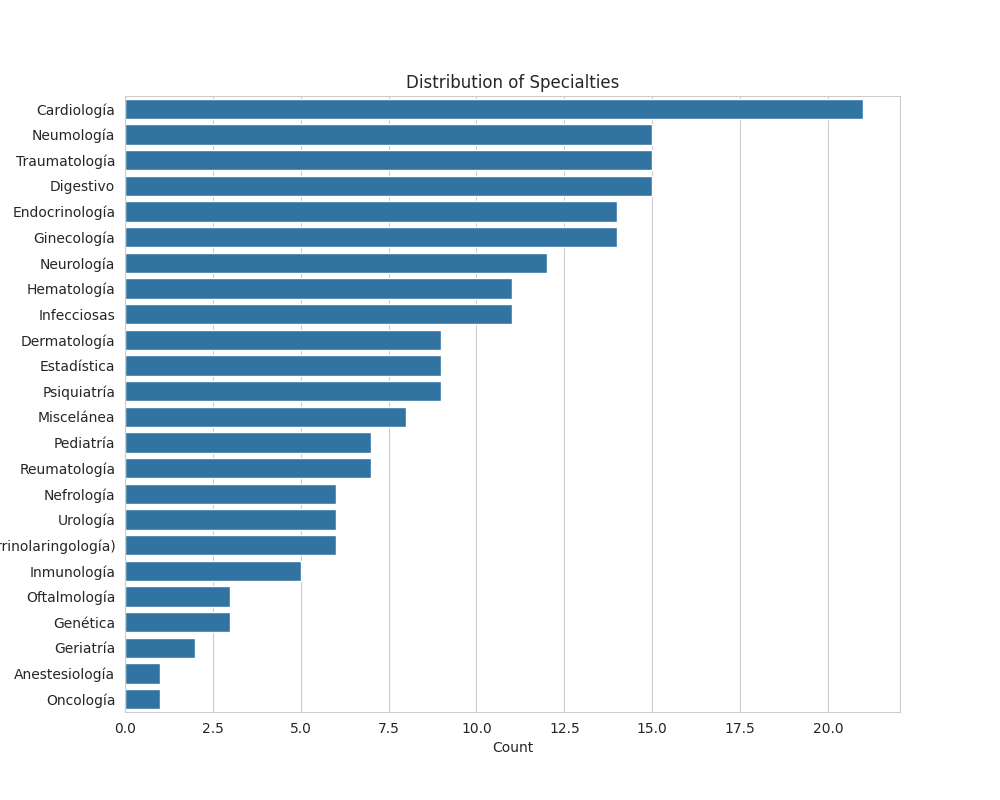 Distribution of Specialties
Cardiología
Neumología
Traumatología
Digestivo
Endocrinología
Ginecología
Neurología
Hematología
Infecciosas
Dermatología
Estadística
Psiquiatría
Miscelánea
Pediatría
Reumatología
Nefrología
Urología
rrinolaringología)
Inmunología
Oftalmología
Genética
Geriatría
Anestesiología
Oncología
0.0 2.5 5.0 7.5 10.0 12.5 15.0 17.5 20.0
Count